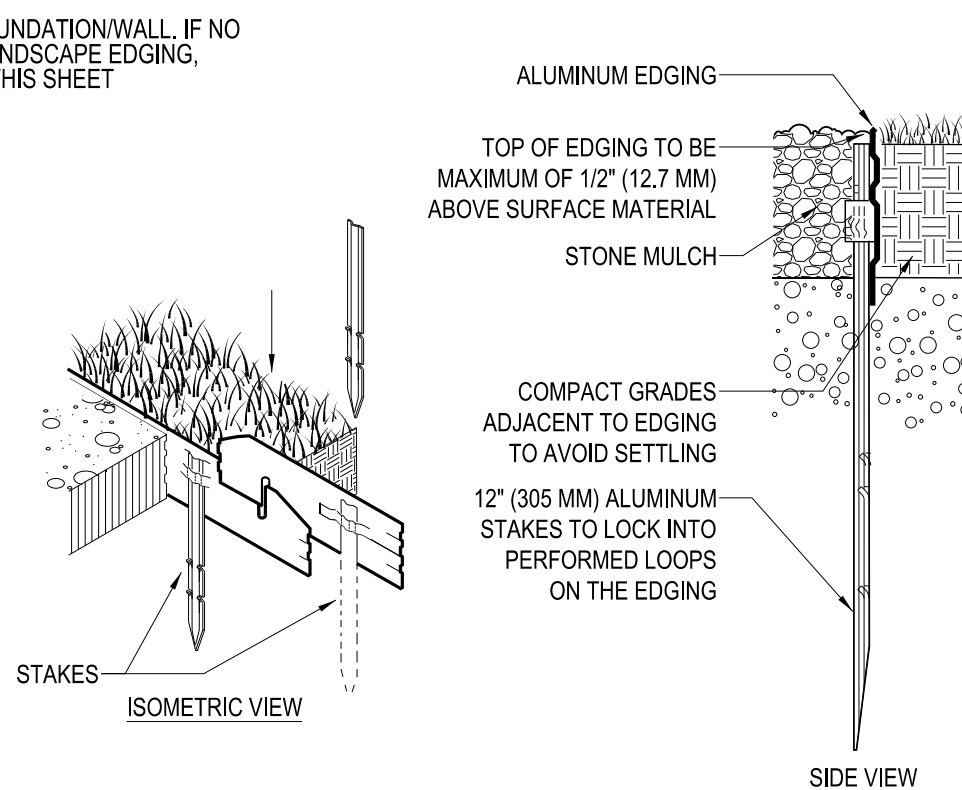 UNDATION/WALL. IF NO
NDSCAPE EDGING,
THIS SHEET
ALUMINUM EDGING
TOP OF EDGING TO BE
MAXIMUM OF 1/2" (12.7 MM)
ABOVE SURFACE MATERIAL
STONE MULCH
COMPACT GRADES
ADJACENT TO EDGING
TO AVOID SETTLING
12" (305 MM) ALUMINUM
STAKES TO LOCK INTO
PERFORMED LOOPS
ON THE EDGING
STAKES
ISOMETRIC VIEW
SIDE VIEW